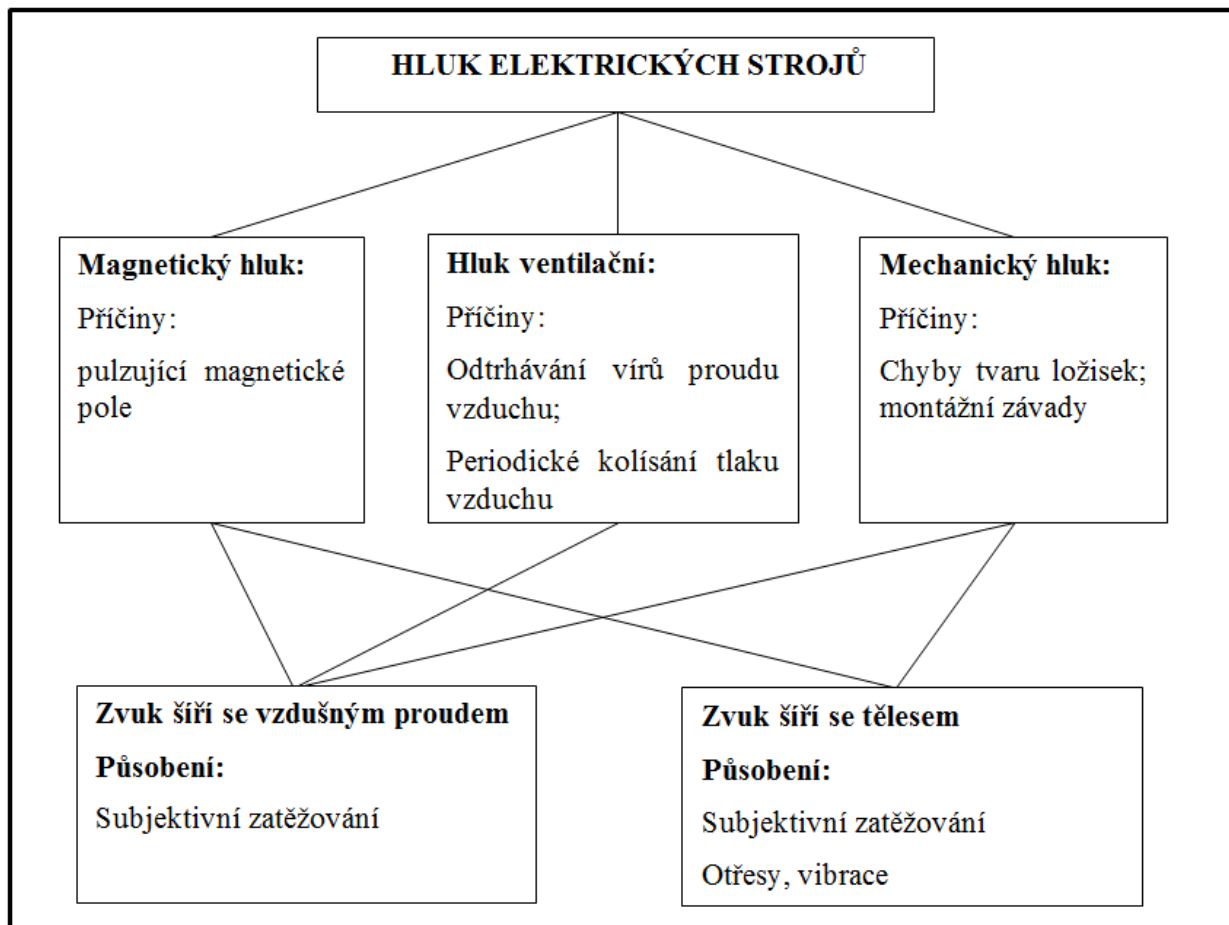 HLUK ELEKTRICKÝCH STROJŮ
Magnetický hluk:
Příčiny:
pulzující magnetické
pole
Hluk ventilační:
Příčiny:
Odtrhávání vírů proudu
vzduchu;
Periodické kolísání tlaku
vzduchu
Mechanický hluk:
Příčiny:
Chyby tvaru ložisek;
montážní závady
Zvuk šíří se vzdušným proudem
Působení:
Subjektivní zatěžování
Zvuk šíří se tělesem
Působení:
Subjektivní zatěžování
Otřesy, vibrace